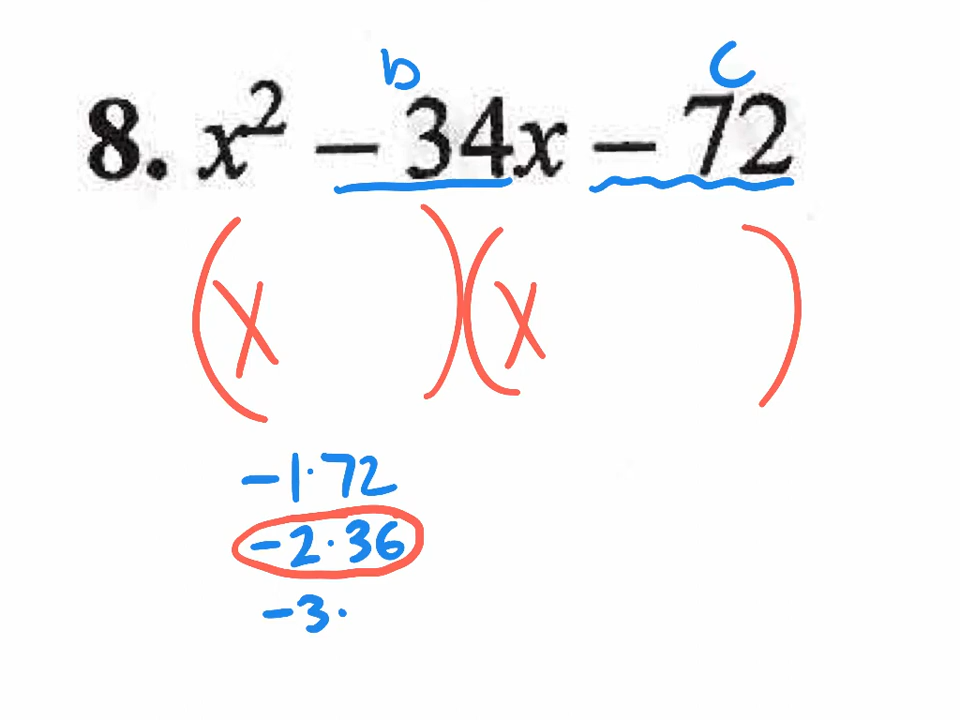 b c
8. x² – 34x – 72
(x )(x )
-1·72
-2·36
-3·